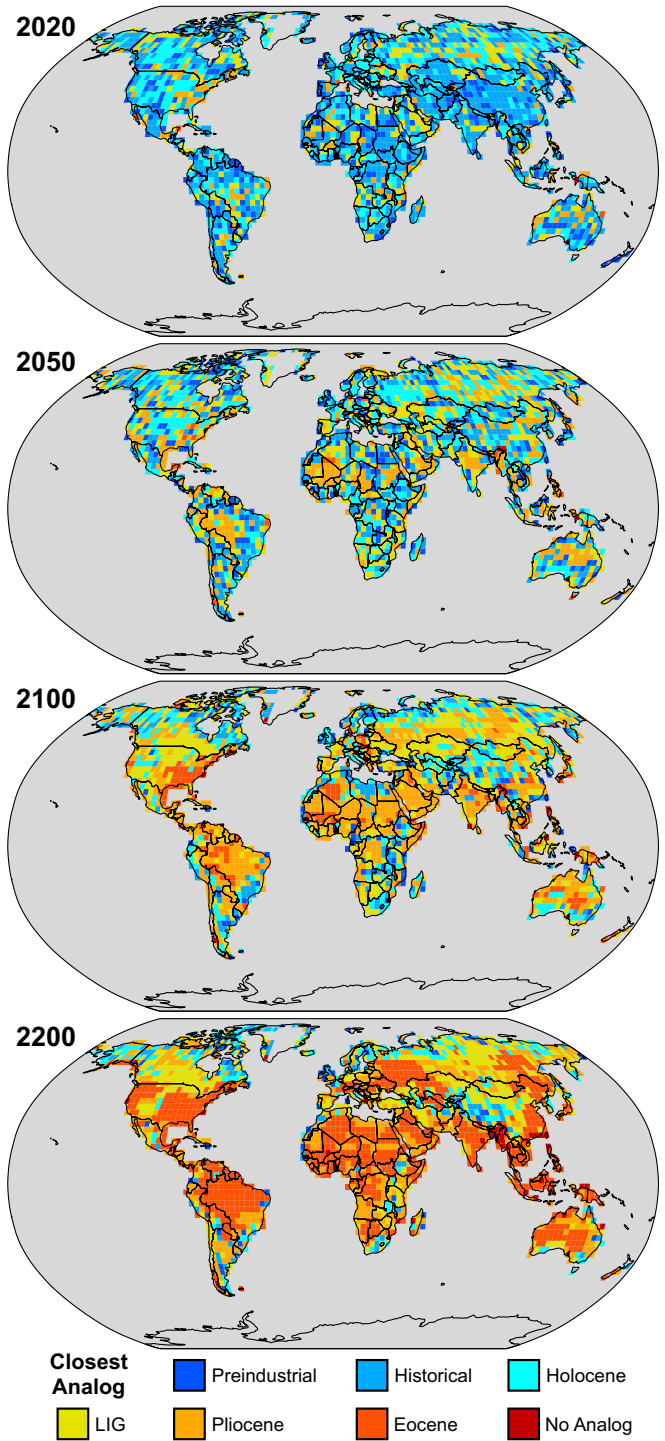 2020
2050
2100
2200
Closest
Analog
Preindustrial
Historical
Holocene
LIG
Pliocene
Eocene
No Analog